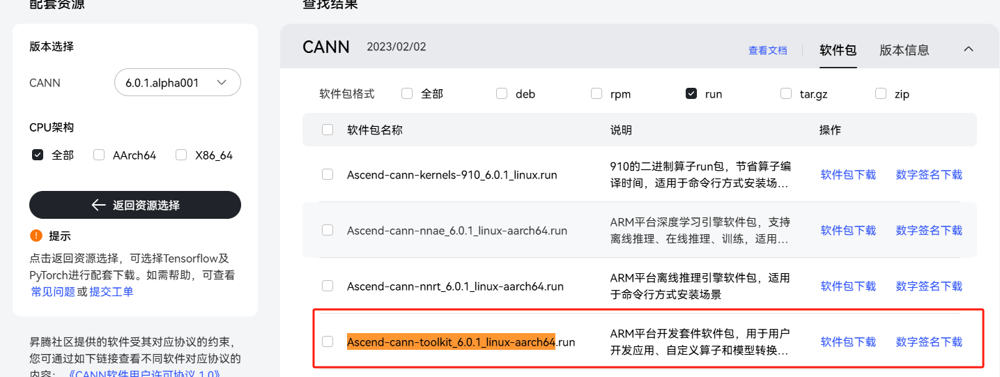 配套资源
查找结果
版本选择
CANN 6.0.1.alpha001
CPU架构
全部 AArch64 X86_64
返回资源选择
提示
点击返回资源选择，可选择Tensorflow及
PyTorch进行配套下载。如需帮助，可查看
常见问题或提交工单
昇腾社区提供的软件受其对应协议的约束，
您可通过如下链接查看不同软件对应协议的
内容：《CANN软件用户许可协议 1.0》
CANN 2023/02/02 查看文档 软件包 版本信息
软件包格式 全部 deb rpm run tar.gz zip
软件包名称 说明 操作
Ascend-cann-kernels-910_6.0.1_linux.run
910的二进制算子run包，节省算子编
译时间，适用于命令行方式安装场...
软件包下载 数字签名下载
Ascend-cann-nnae_6.0.1_linux-aarch64.run
ARM平台深度学习引擎软件包，支持
离线推理、在线推理、训练，适用...
软件包下载 数字签名下载
Ascend-cann-nnrt_6.0.1_linux-aarch64.run
ARM平台离线推理引擎软件包，适用
于命令行方式安装场景
软件包下载 数字签名下载
Ascend-cann-toolkit_6.0.1_linux-aarch64.run
ARM平台开发套件软件包，用于用户
开发应用、自定义算子和模型转换...
软件包下载 数字签名下载